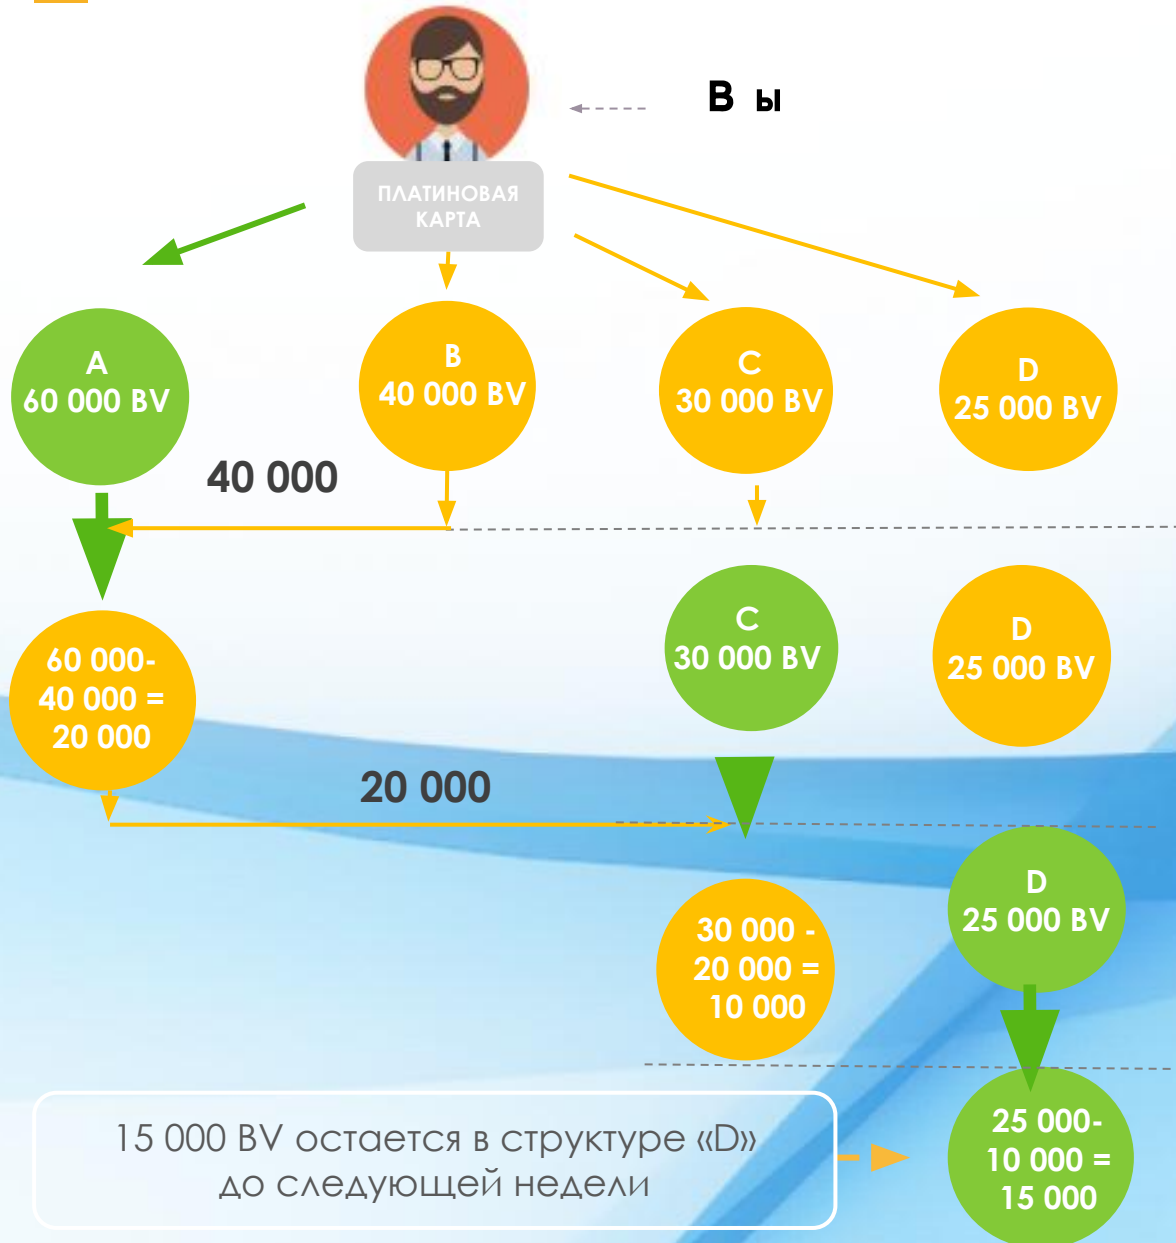 В ы
ПЛАТИНОВАЯ
КАРТА
A
60 000 BV
B
40 000 BV
C
30 000 BV
D
25 000 BV
40 000
C
30 000 BV
D
25 000 BV
60 000-
40 000 =
20 000
20 000
D
25 000 BV
30 000 -
20 000 =
10 000
15 000 BV остается в структуре «D»
до следующей недели
25 000-
10 000 =
15 000